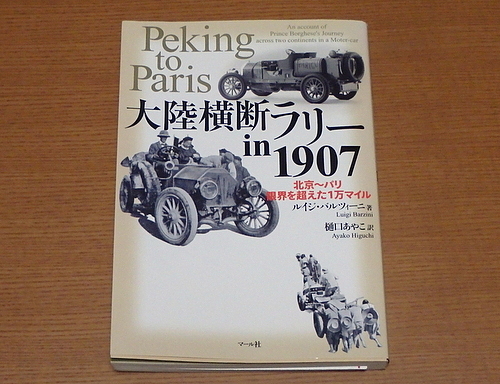 Peking
to
Paris
An account of
Prince Borghese's Journey
across two continents in a Motor-car
大陸横断ラリー
in 1907
北京〜パリ
限界を超えた1万マイル
ルイジ・バルツィーニ 著
Luigi Barzini
樋口あやこ 訳
Ayako Higuchi
マール社